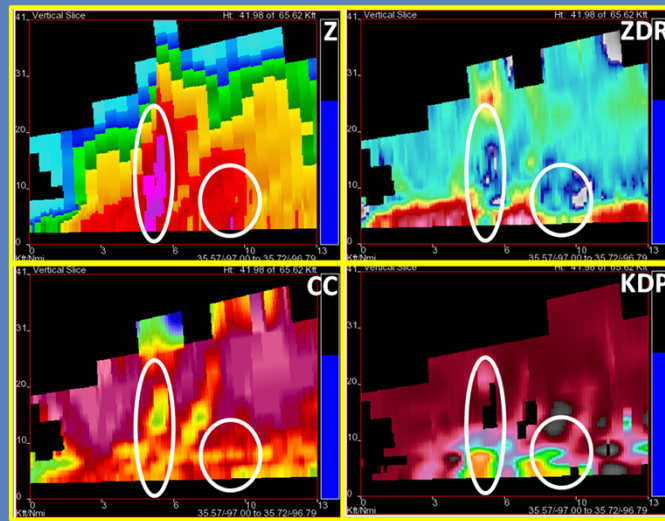 Vertical Slice Ht: 41.98 of 65.62 Kft
Z
41
31
20
10
0
0 3 6 10 13
Kft/Nmi 35.57/-97.00 to 35.72/-96.79
Vertical Slice Ht: 41.98 of 65.62 Kft
ZDR
41
31
20
10
0
0 3 6 10 13
Kft/Nmi 35.57/-97.00 to 35.72/-96.79
Vertical Slice Ht: 41.98 of 65.62 Kft
CC
41
31
20
10
0
0 3 6 10 13
Kft/Nmi 35.57/-97.00 to 35.72/-96.79
Vertical Slice Ht: 41.98 of 65.62 Kft
KDP
41
31
20
10
0
0 3 6 10 13
Kft/Nmi 35.57/-97.00 to 35.72/-96.79